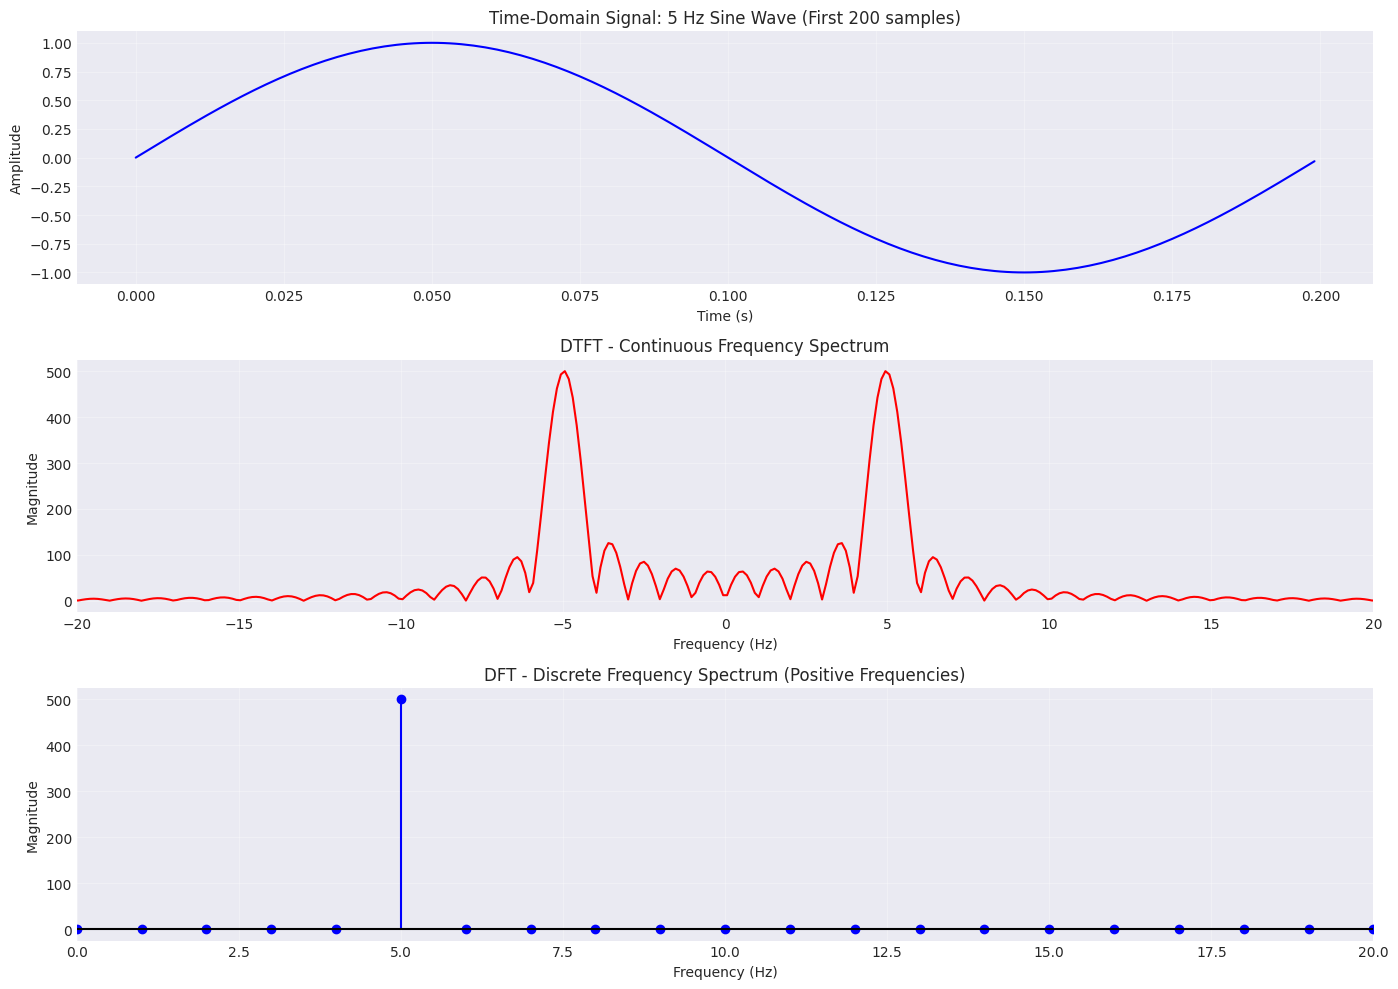 Time-Domain Signal: 5 Hz Sine Wave (First 200 samples)
1.00
0.75
0.50
0.25
0.00
−0.25
−0.50
−0.75
−1.00
Amplitude
0.000 0.025 0.050 0.075 0.100 0.125 0.150 0.175 0.200
Time (s)
DTFT - Continuous Frequency Spectrum
500
400
300
200
100
0
Magnitude
−20 −15 −10 −5 0 5 10 15 20
Frequency (Hz)
DFT - Discrete Frequency Spectrum (Positive Frequencies)
500
400
300
200
100
0
Magnitude
0.0 2.5 5.0 7.5 10.0 12.5 15.0 17.5 20.0
Frequency (Hz)